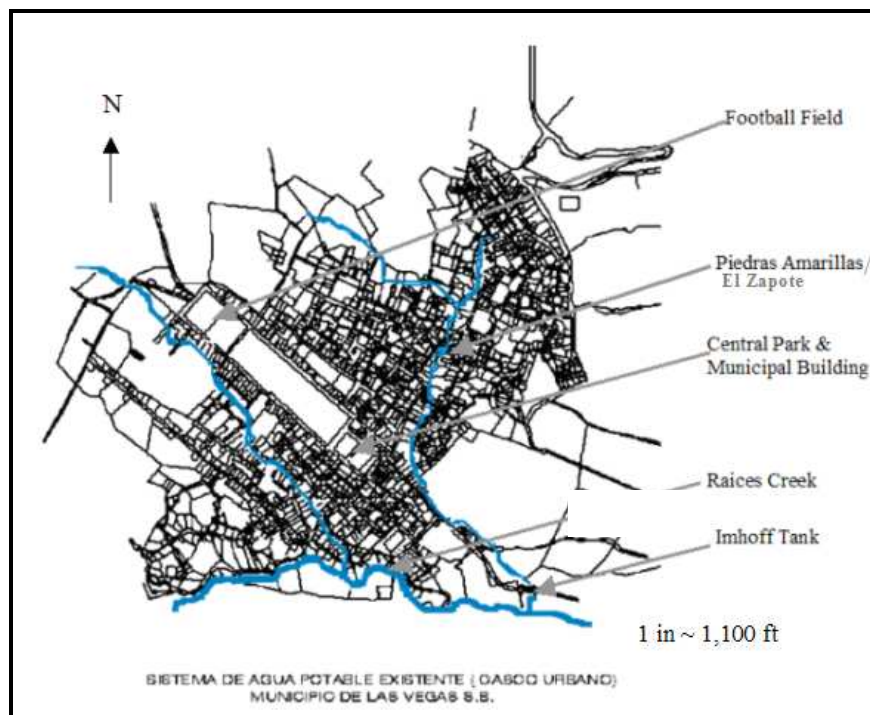 N
Football Field
Piedras Amarillas/
El Zapote
Central Park &
Municipal Building
Raices Creek
Imhoff Tank
1 in ~ 1,100 ft
SISTEMA DE AGUA POTABLE EXISTENTE ( CASCO URBANO)
MUNICIPIO DE LAS VEGAS S.B.